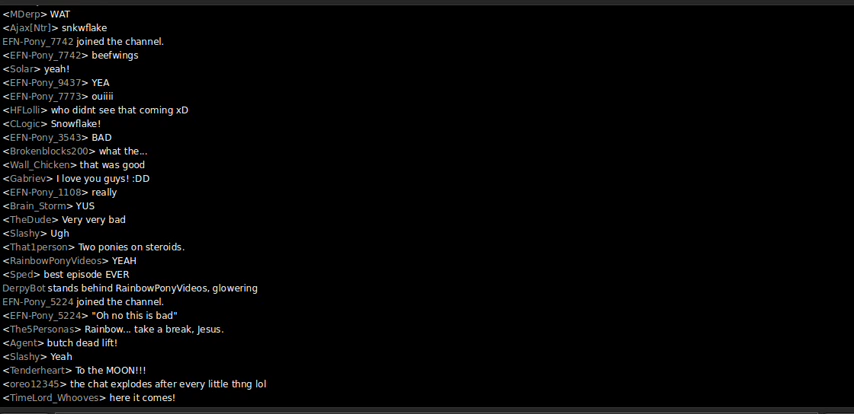 <MDerp> WAT
<Ajax[Ntr]> snkwflake
EFN-Pony_7742 joined the channel.
<EFN-Pony_7742> beefwings
<Solar> yeah!
<EFN-Pony_9437> YEA
<EFN-Pony_7773> ouiiii
<HFLolli> who didnt see that coming xD
<CLogic> Snowflake!
<EFN-Pony_3543> BAD
<Brokenblocks200> what the...
<Wall_Chicken> that was good
<Gabriev> I love you guys! :DD
<EFN-Pony_1108> really
<Brain_Storm> YUS
<TheDude> Very very bad
<Slashy> Ugh
<That1person> Two ponies on steroids.
<RainbowPonyVideos> YEAH
<Sped> best episode EVER
DerpyBot stands behind RainbowPonyVideos, glowering
EFN-Pony_5224 joined the channel.
<EFN-Pony_5224> "Oh no this is bad"
<The5Personas> Rainbow... take a break, Jesus.
<Agent> butch dead lift!
<Slashy> Yeah
<Tenderheart> To the MOON!!!
<oreo12345> the chat explodes after every little thng lol
<TimeLord_Whooves> here it comes!